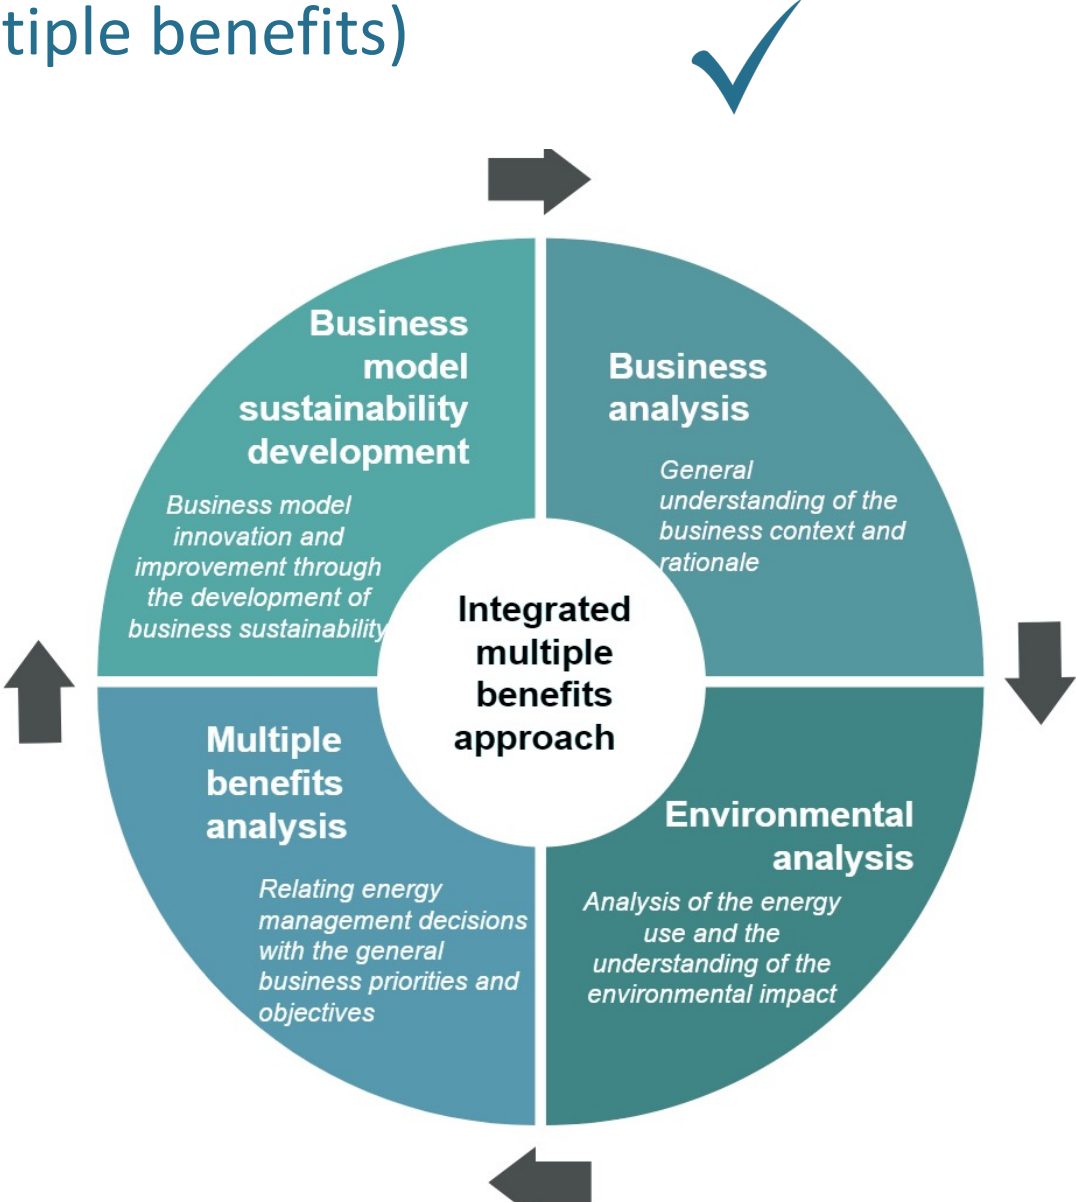 tiple benefits)
Business
model
sustainability
development
Business model
innovation and
improvement through
the development of
business sustainability
Business
analysis
General
understanding of the
business context and
rationale
Integrated
multiple
benefits
approach
Multiple
benefits
analysis
Relating energy
management decisions
with the general
business priorities and
objectives
Environmental
analysis
Analysis of the energy
use and the
understanding of the
environmental impact